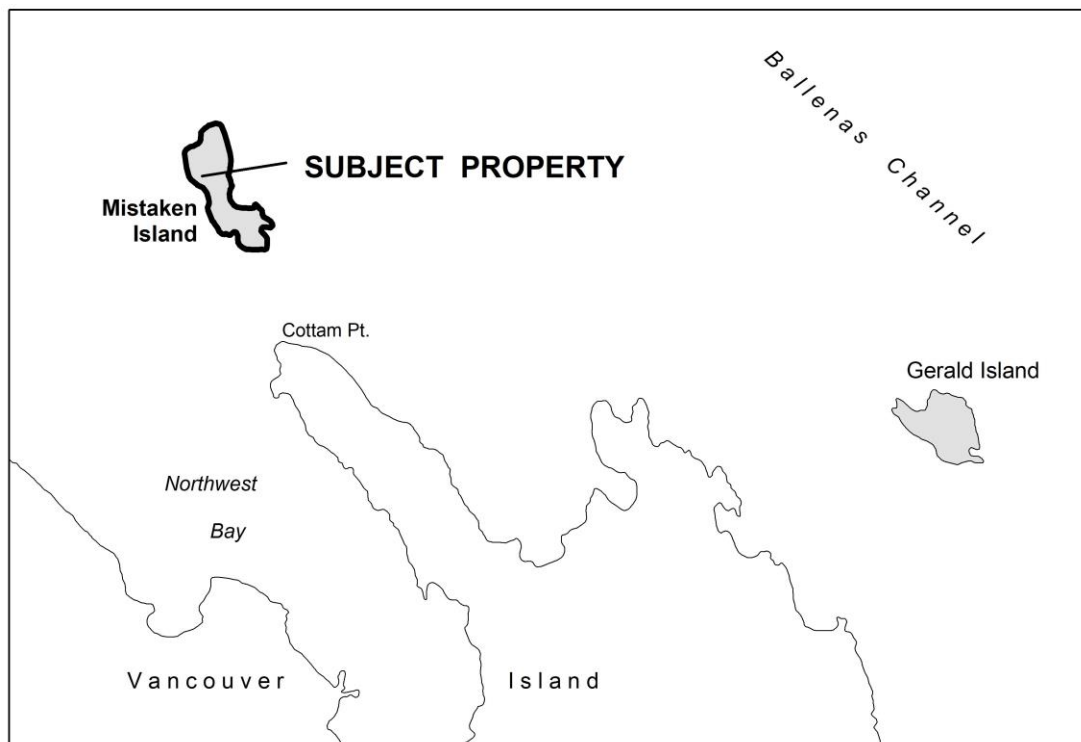 Ballenas Channel
SUBJECT PROPERTY
Mistaken
Island
Cottam Pt.
Gerald Island
Northwest
Bay
Vancouver Island